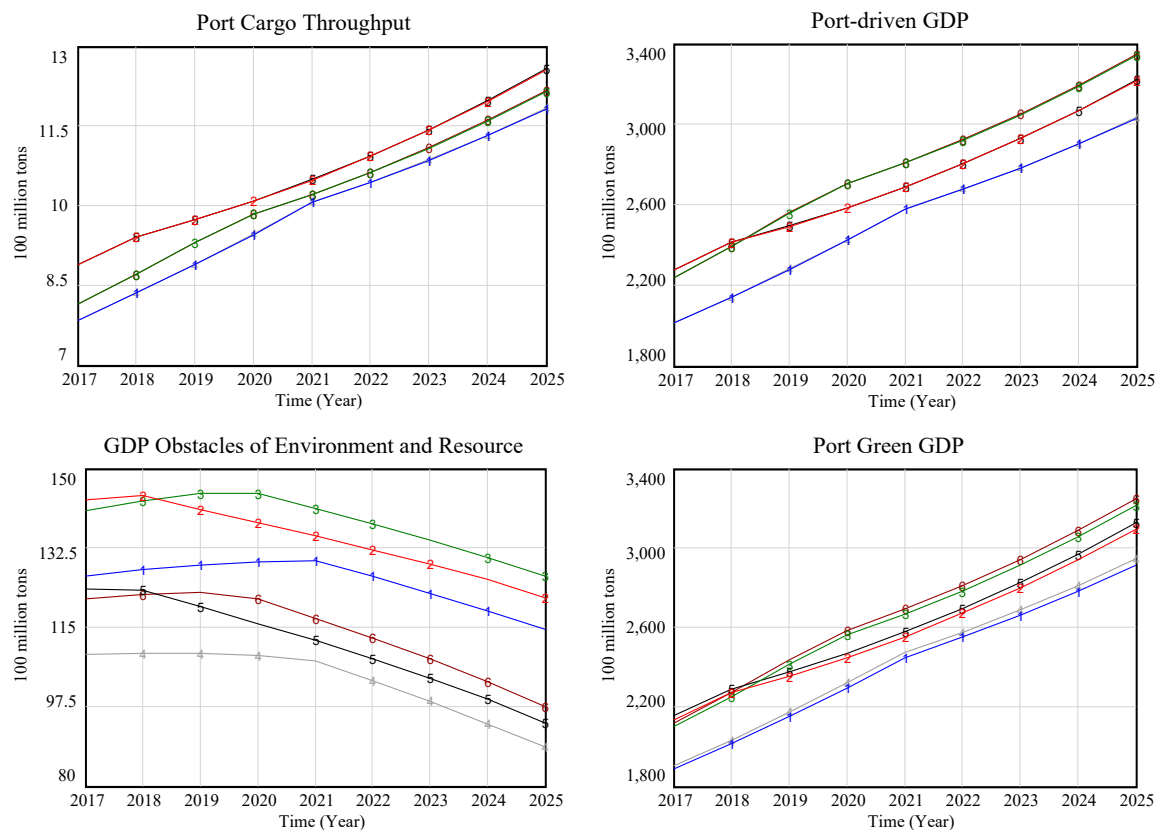 Port Cargo Throughput
13
11.5
10
8.5
7
100 million tons
2017 2018 2019 2020 2021 2022 2023 2024 2025
Time (Year)
Port-driven GDP
3,400
3,000
2,600
2,200
1,800
100 million tons
2017 2018 2019 2020 2021 2022 2023 2024 2025
Time (Year)
GDP Obstacles of Environment and Resource
150
132.5
115
97.5
80
100 million tons
2017 2018 2019 2020 2021 2022 2023 2024 2025
Time (Year)
Port Green GDP
3,400
3,000
2,600
2,200
1,800
100 million tons
2017 2018 2019 2020 2021 2022 2023 2024 2025
Time (Year)